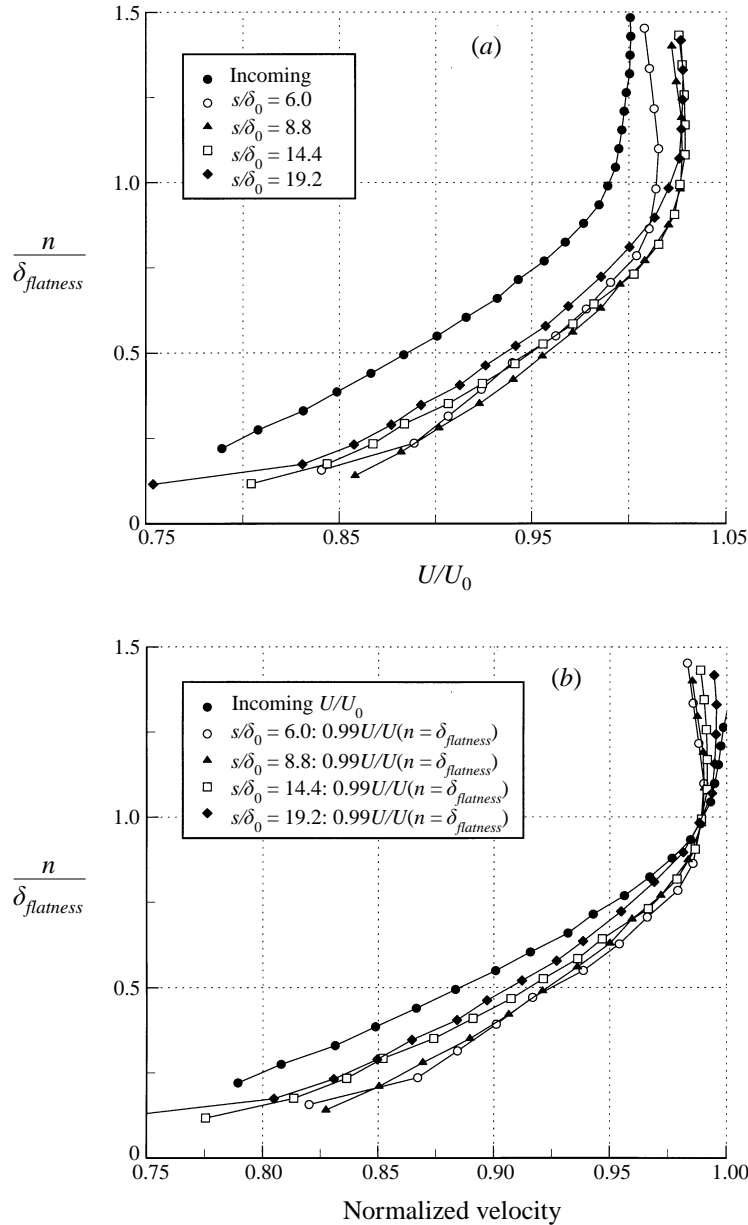 1.5
(a)
Incoming
s/δ0 = 6.0
s/δ0 = 8.8
s/δ0 = 14.4
s/δ0 = 19.2
1.0
n
δflatness
0.5
0
0.75
0.85
0.95
1.05
U/U0
1.5
(b)
Incoming U/U0
s/δ0 = 6.0: 0.99U/U(n = δflatness)
s/δ0 = 8.8: 0.99U/U(n = δflatness)
s/δ0 = 14.4: 0.99U/U(n = δflatness)
s/δ0 = 19.2: 0.99U/U(n = δflatness)
1.0
n
δflatness
0.5
0
0.75
0.80
0.85
0.90
0.95
1.00
Normalized velocity